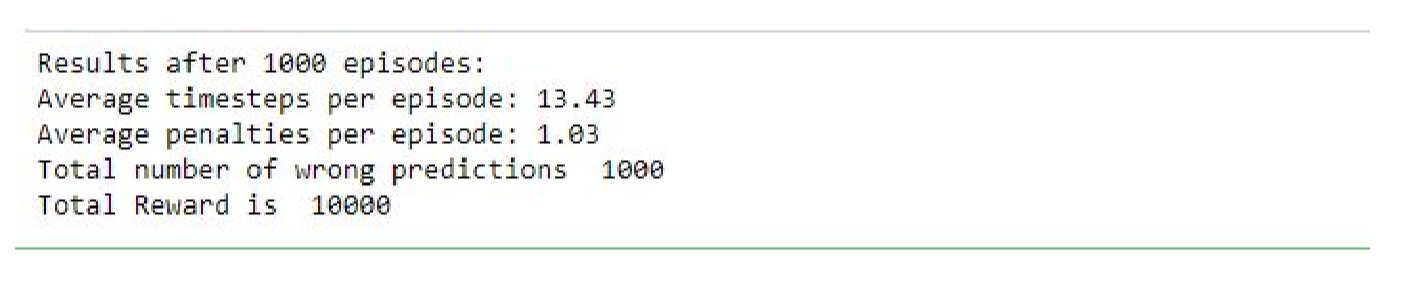 Results after 1000 episodes:
Average timesteps per episode: 13.43
Average penalties per episode: 1.03
Total number of wrong predictions  1000
Total Reward is  10000